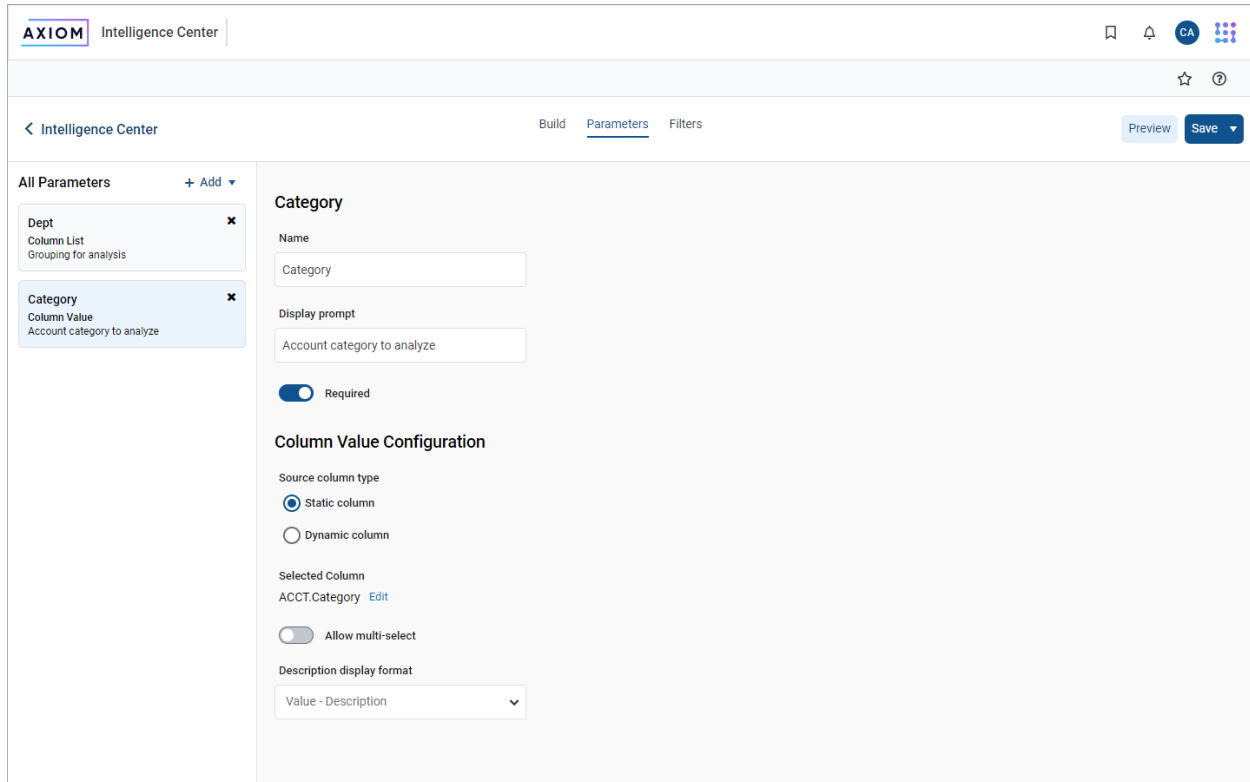 AXIOM Intelligence Center
CA
Intelligence Center
Build Parameters Filters
Preview Save
All Parameters + Add
Dept
Column List
Grouping for analysis
Category
Column Value
Account category to analyze
Category
Name
Category
Display prompt
Account category to analyze
Required
Column Value Configuration
Source column type
Static column
Dynamic column
Selected Column
ACCT.Category Edit
Allow multi-select
Description display format
Value - Description